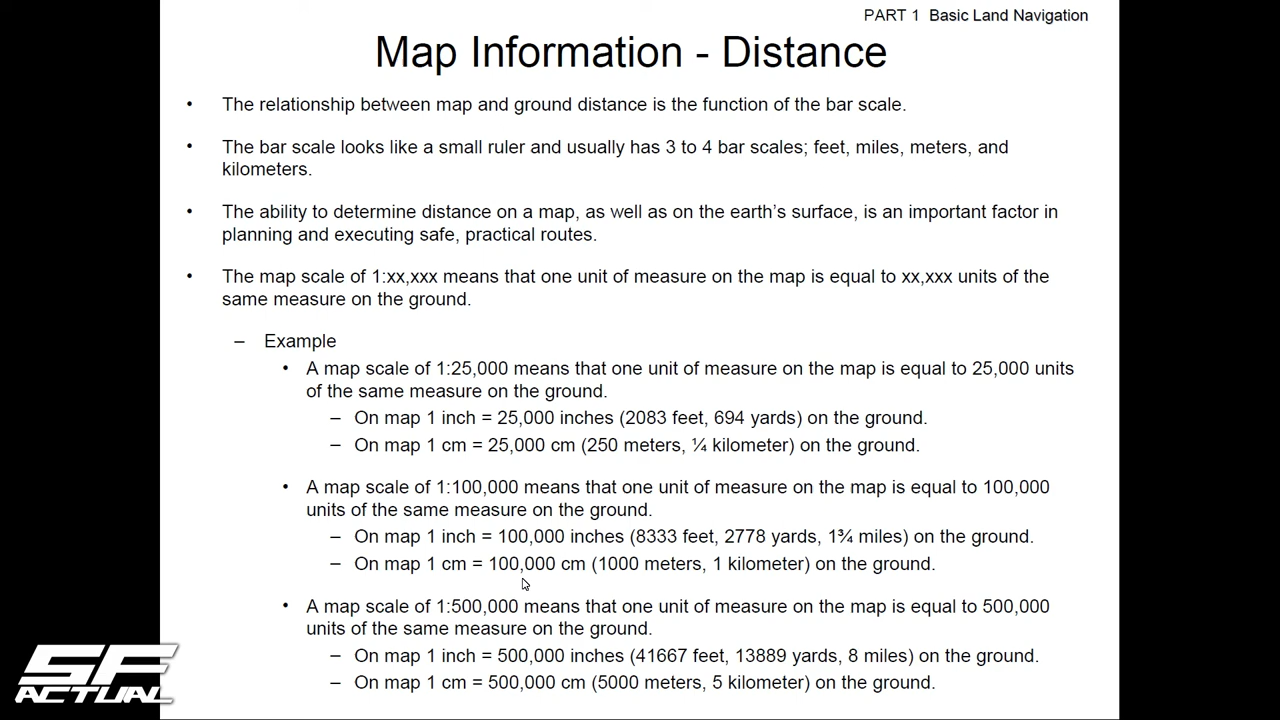 PART 1 Basic Land Navigation
Map Information - Distance
• The relationship between map and ground distance is the function of the bar scale.
• The bar scale looks like a small ruler and usually has 3 to 4 bar scales; feet, miles, meters, and
kilometers.
• The ability to determine distance on a map, as well as on the earth's surface, is an important factor in
planning and executing safe, practical routes.
• The map scale of 1:xx,xxx means that one unit of measure on the map is equal to xx,xxx units of the
same measure on the ground.
– Example
• A map scale of 1:25,000 means that one unit of measure on the map is equal to 25,000 units
of the same measure on the ground.
– On map 1 inch = 25,000 inches (2083 feet, 694 yards) on the ground.
– On map 1 cm = 25,000 cm (250 meters, ¼ kilometer) on the ground.
• A map scale of 1:100,000 means that one unit of measure on the map is equal to 100,000
units of the same measure on the ground.
– On map 1 inch = 100,000 inches (8333 feet, 2778 yards, 1¾ miles) on the ground.
– On map 1 cm = 100,000 cm (1000 meters, 1 kilometer) on the ground.
• A map scale of 1:500,000 means that one unit of measure on the map is equal to 500,000
units of the same measure on the ground.
– On map 1 inch = 500,000 inches (41667 feet, 13889 yards, 8 miles) on the ground.
– On map 1 cm = 500,000 cm (5000 meters, 5 kilometer) on the ground.
SF
ACTUAL